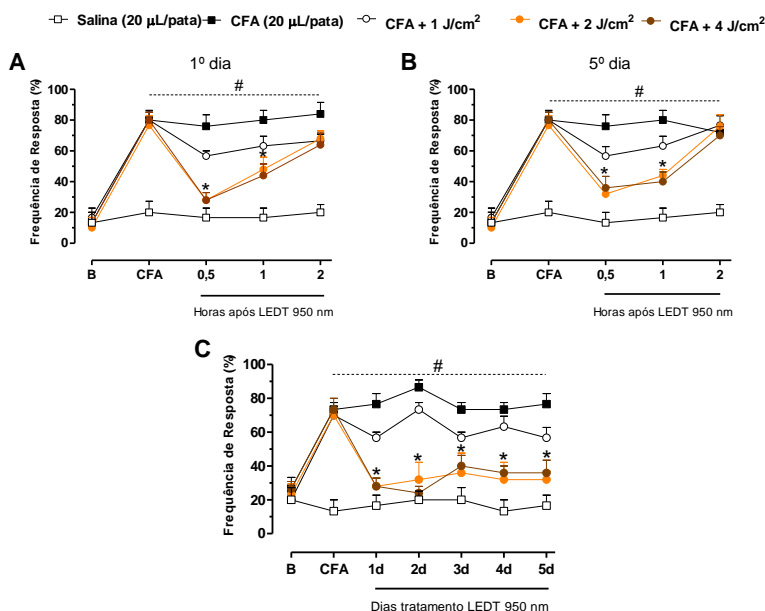 Salina (20 µL/pata) CFA (20 µL/pata) CFA + 1 J/cm² CFA + 2 J/cm² CFA + 4 J/cm²
A
1º dia
#
Frequência de Resposta (%)
100
80
60
40
20
0
*
*
B CFA 0,5 1 2
Horas após LEDT 950 nm
B
5º dia
#
Frequência de Resposta (%)
100
80
60
40
20
0
*
*
B CFA 0,5 1 2
Horas após LEDT 950 nm
C
#
Frequência de Resposta (%)
100
80
60
40
20
0
* * * * *
B CFA 1d 2d 3d 4d 5d
Dias tratamento LEDT 950 nm